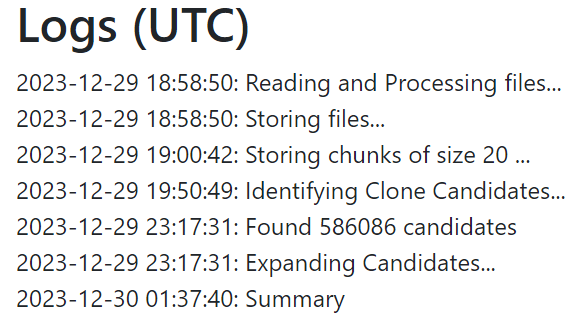 Logs (UTC)
2023-12-29 18:58:50: Reading and Processing files...
2023-12-29 18:58:50: Storing files...
2023-12-29 19:00:42: Storing chunks of size 20 ...
2023-12-29 19:50:49: Identifying Clone Candidates...
2023-12-29 23:17:31: Found 586086 candidates
2023-12-29 23:17:31: Expanding Candidates...
2023-12-30 01:37:40: Summary